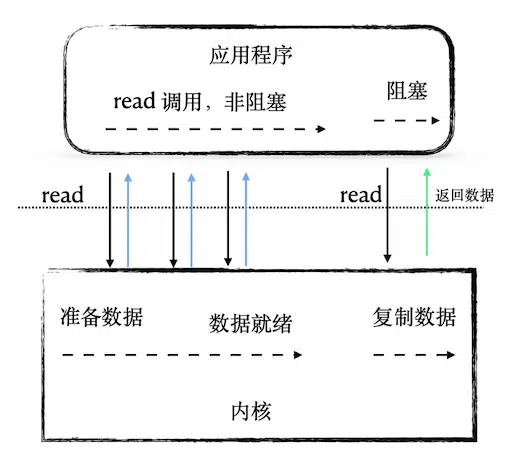 应用程序
read 调用，非阻塞
阻塞
read
read
返回数据
准备数据
数据就绪
复制数据
内核